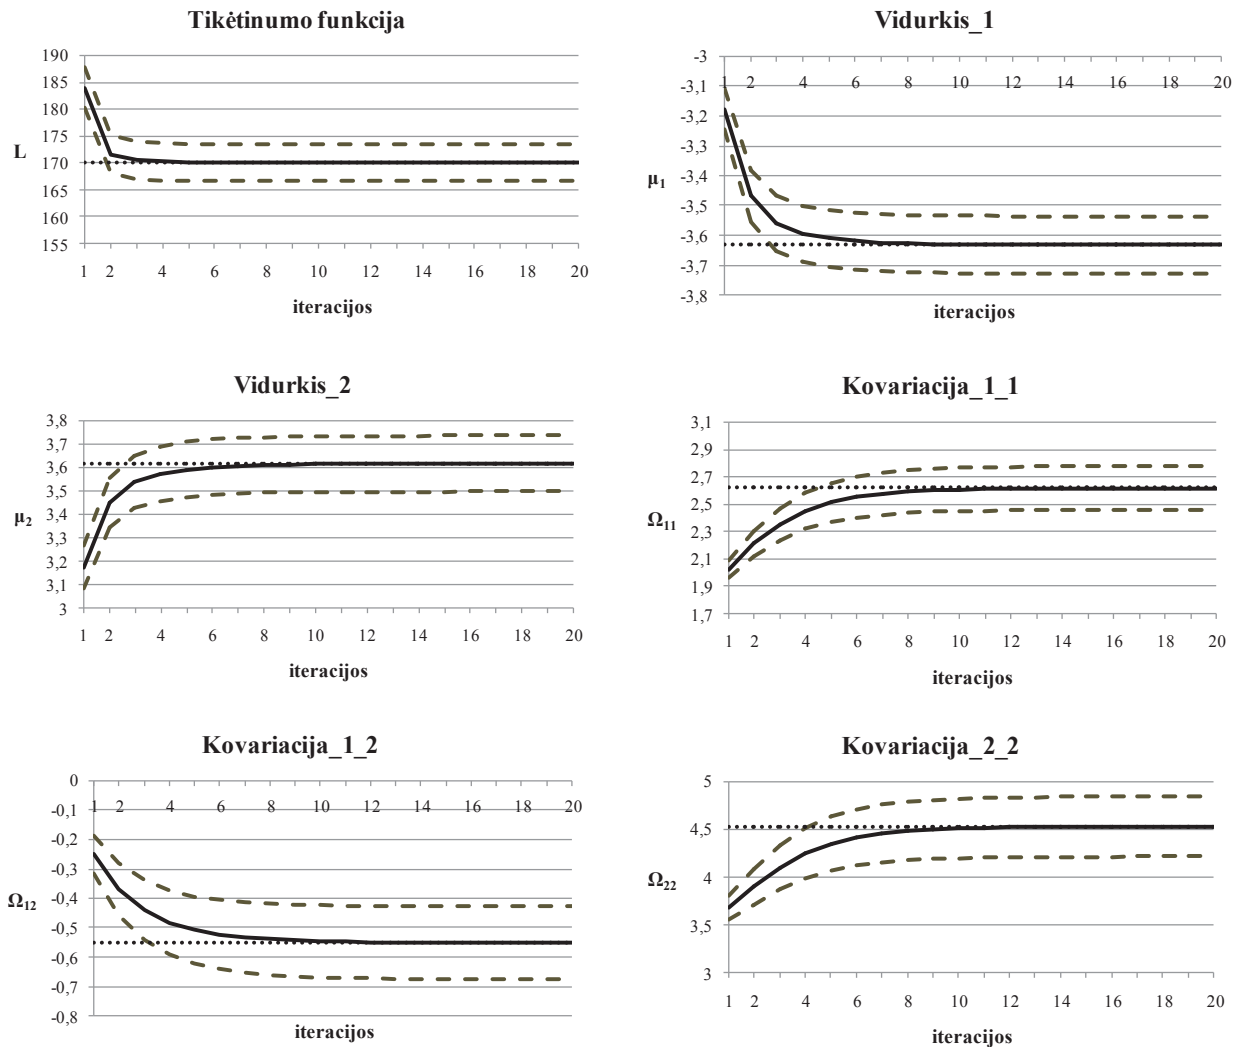 Tikėtinumo funkcija
190
185
180
175
170
165
160
155
L
1 2 4 6 8 10 12 14 16 18 20
iteracijos
Vidurkis_1
-3
-3,1
-3,2
-3,3
-3,4
-3,5
-3,6
-3,7
-3,8
μ₁
1 2 4 6 8 10 12 14 16 18 20
iteracijos
Vidurkis_2
3,8
3,7
3,6
3,5
3,4
3,3
3,2
3,1
3
μ₂
1 2 4 6 8 10 12 14 16 18 20
iteracijos
Kovariacija_1_1
3,1
2,9
2,7
2,5
2,3
2,1
1,9
1,7
Ω₁₁
1 2 4 6 8 10 12 14 16 18 20
iteracijos
Kovariacija_1_2
0
-0,1
-0,2
-0,3
-0,4
-0,5
-0,6
-0,7
-0,8
Ω₁₂
1 2 4 6 8 10 12 14 16 18 20
iteracijos
Kovariacija_2_2
5
4,5
4
3,5
3
Ω₂₂
1 2 4 6 8 10 12 14 16 18 20
iteracijos